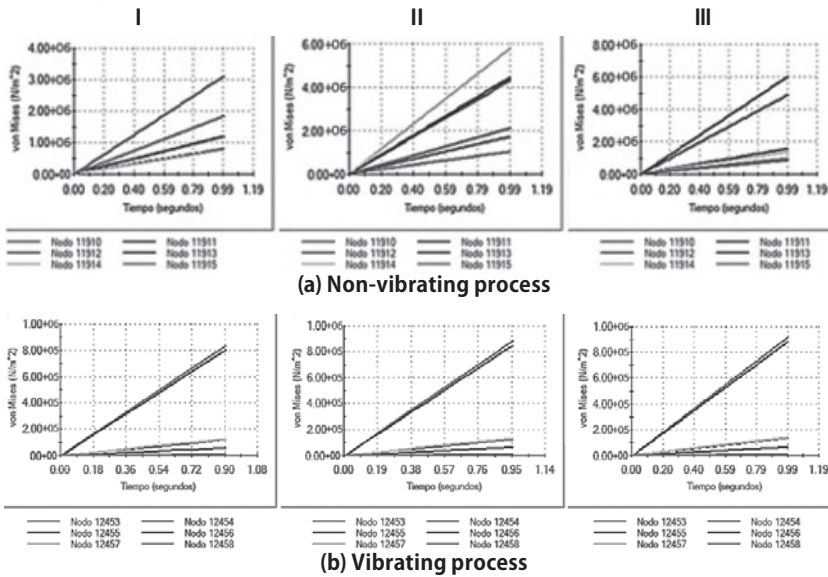 I II III
von Mises (N/m^2)
4.00+06
3.00+06
2.00+06
1.00+06
0.00+00
0.00 0.20 0.40 0.60 0.80 0.99 1.19
Tiempo (segundos)
Nodo 11910 Nodo 11911
Nodo 11912 Nodo 11913
Nodo 11914 Nodo 11915
von Mises (N/m^2)
6.00+06
4.00+06
2.00+06
0.00+00
0.00 0.20 0.40 0.60 0.80 0.99 1.19
Tiempo (segundos)
Nodo 11910 Nodo 11911
Nodo 11912 Nodo 11913
Nodo 11914 Nodo 11915
von Mises (N/m^2)
8.00+06
6.00+06
4.00+06
2.00+06
0.00+00
0.00 0.20 0.40 0.60 0.80 0.99 1.19
Tiempo (segundos)
Nodo 11910 Nodo 11911
Nodo 11912 Nodo 11913
Nodo 11914 Nodo 11915
(a) Non-vibrating process
von Mises (N/m^2)
1.00+06
8.00+05
6.00+05
4.00+05
2.00+05
0.00+00
0.00 0.18 0.36 0.54 0.72 0.90 1.08
Tiempo (segundos)
Nodo 12453 Nodo 12454
Nodo 12455 Nodo 12456
Nodo 12457 Nodo 12458
von Mises (N/m^2)
1.00+06
8.00+05
6.00+05
4.00+05
2.00+05
0.00+00
0.00 0.19 0.38 0.57 0.76 0.95 1.14
Tiempo (segundos)
Nodo 12453 Nodo 12454
Nodo 12455 Nodo 12456
Nodo 12457 Nodo 12458
von Mises (N/m^2)
1.00+06
8.00+05
6.00+05
4.00+05
2.00+05
0.00+00
0.00 0.20 0.40 0.59 0.79 0.99 1.19
Tiempo (segundos)
Nodo 12453 Nodo 12454
Nodo 12455 Nodo 12456
Nodo 12457 Nodo 12458
(b) Vibrating process